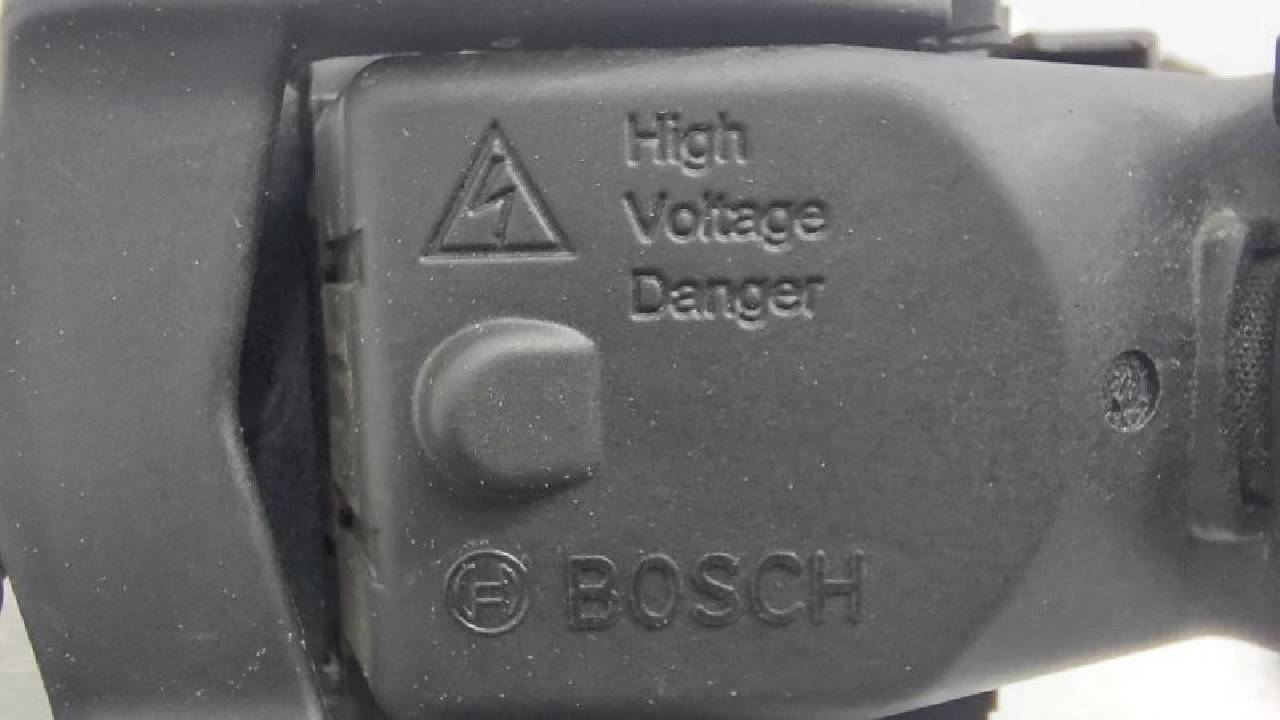 High
Voltage
Danger
BOSCH